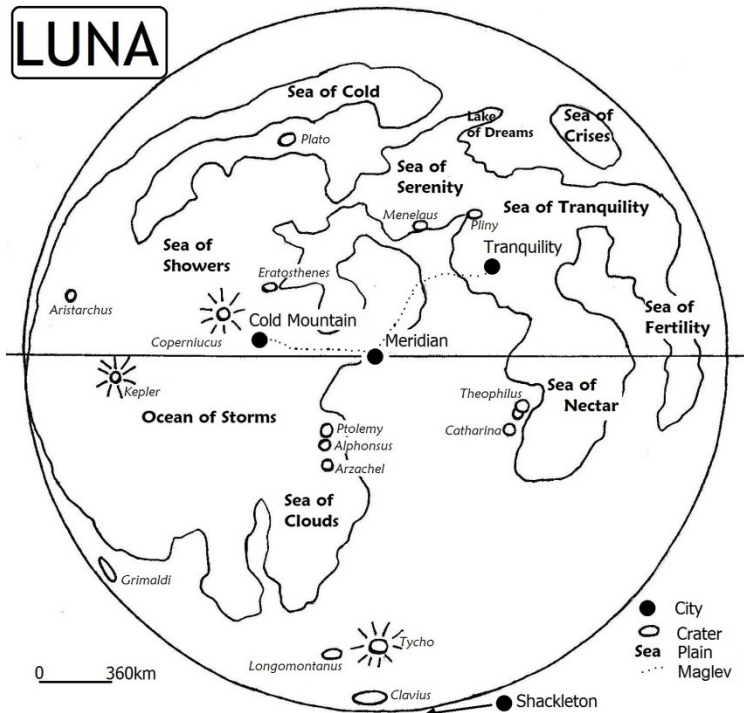 LUNA
Sea of Cold
Plato
Lake
of Dreams
Sea of
Crises
Sea of
Serenity
Menelaus
Pliny
Sea of Tranquility
Sea of
Showers
Tranquility
Eratosthenes
Aristarchus
Cold Mountain
Sea of
Fertility
Coperniucus
Meridian
Kepler
Theophilus
Sea of
Nectar
Ocean of Storms
Ptolemy
Catharina
Alphonsus
Arzachel
Sea of
Clouds
Grimaldi
City
Crater
Sea Plain
Maglev
Tycho
Longomontanus
0 360km
Clavius
Shackleton